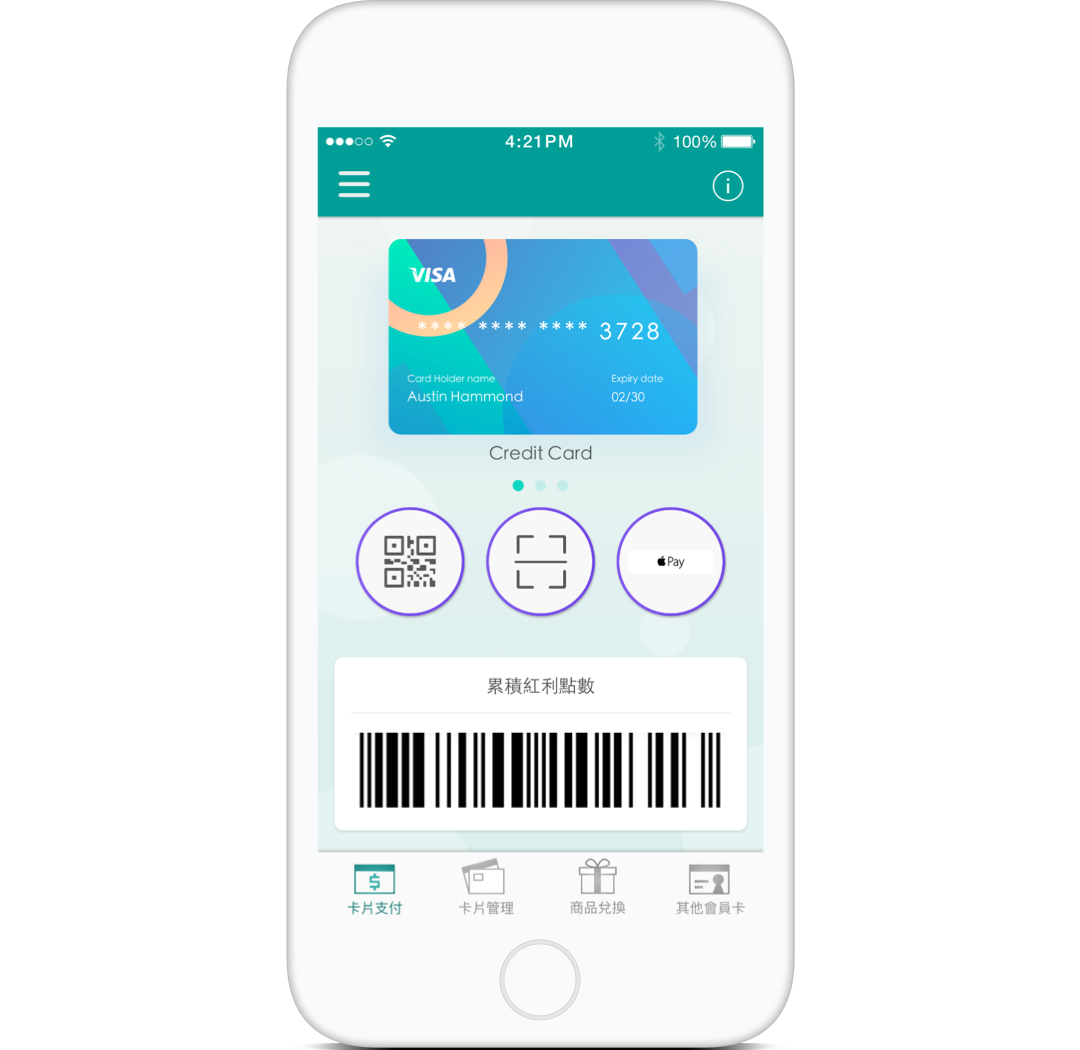 4:21PM
100%
VISA
**** **** **** 3728
Card Holder name
Expiry date
Austin Hammond
02/30
Credit Card
Pay
累積紅利點數
卡片支付
卡片管理
商品兌換
其他會員卡